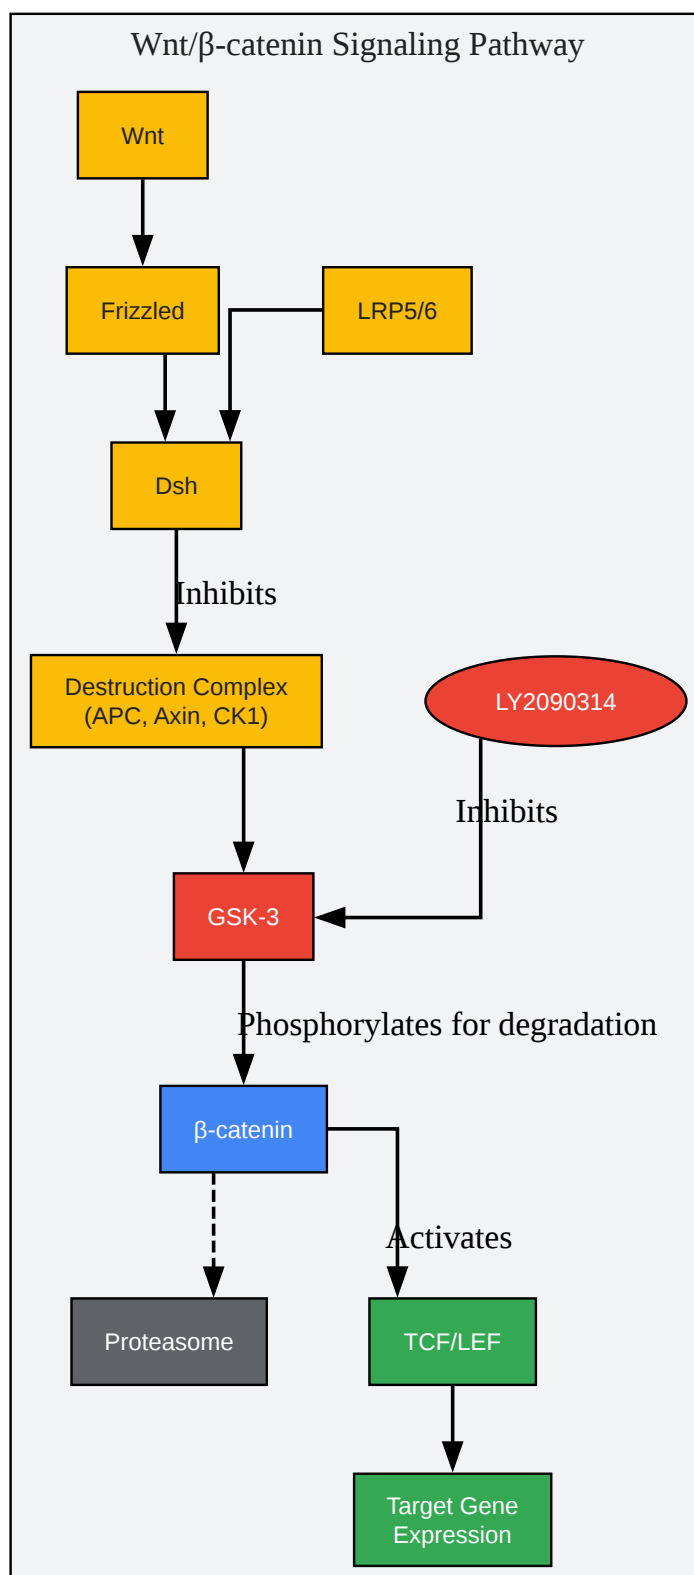 Wnt/β-catenin Signaling Pathway
Wnt
Frizzled
LRP5/6
Dsh
Inhibits
Destruction Complex
(APC, Axin, CK1)
LY2090314
Inhibits
GSK-3
Phosphorylates for degradation
β-catenin
Activates
Proteasome
TCF/LEF
Target Gene
Expression